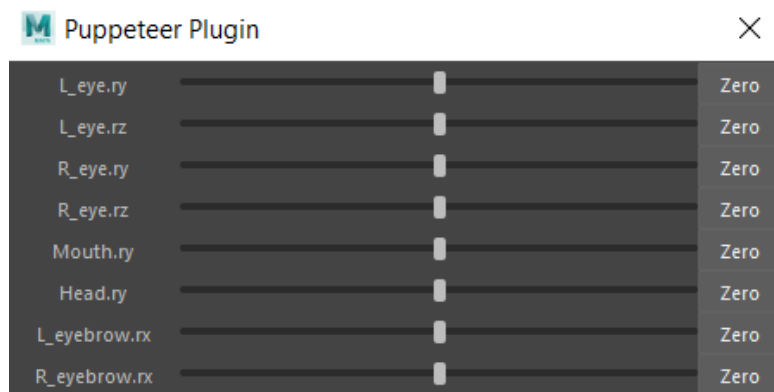 Puppeteer Plugin
L_eye.ry Zero
L_eye.rz Zero
R_eye.ry Zero
R_eye.rz Zero
Mouth.ry Zero
Head.ry Zero
L_eyebrow.rx Zero
R_eyebrow.rx Zero